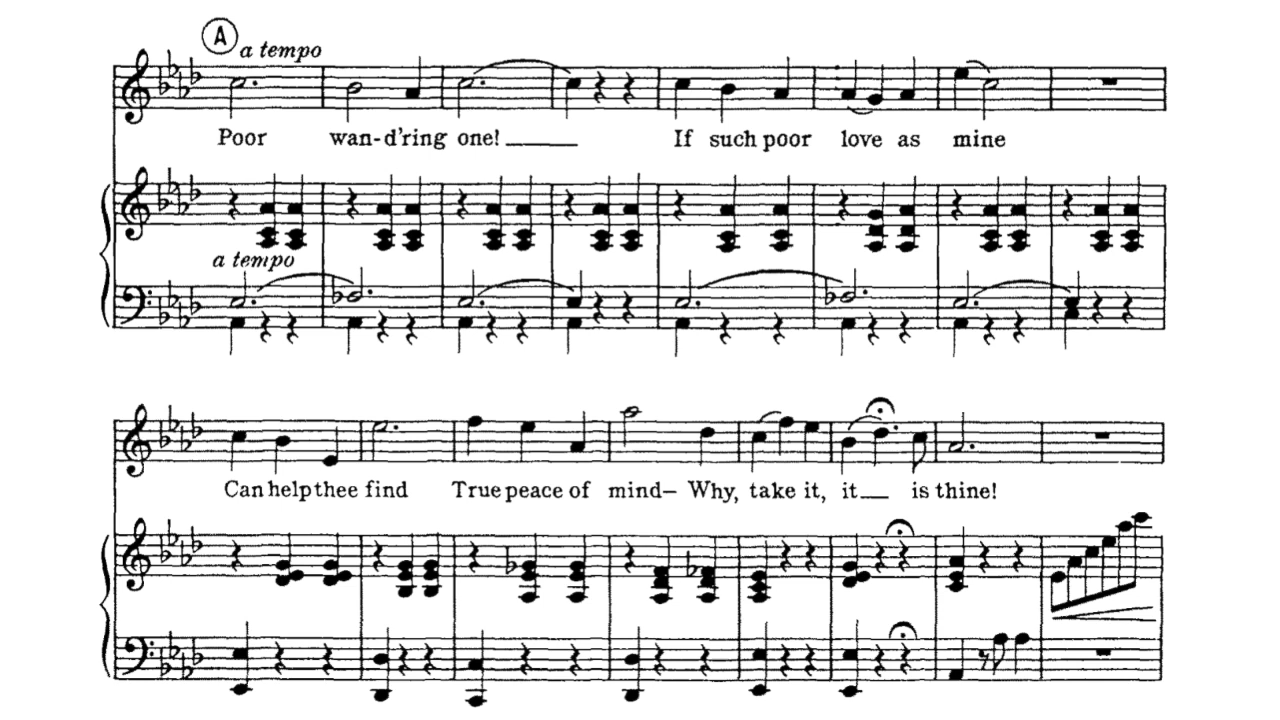 A
a tempo
Poor wan-d'ring one! If such poor love as mine
a tempo
Can help thee find True peace of mind– Why, take it, it is thine!